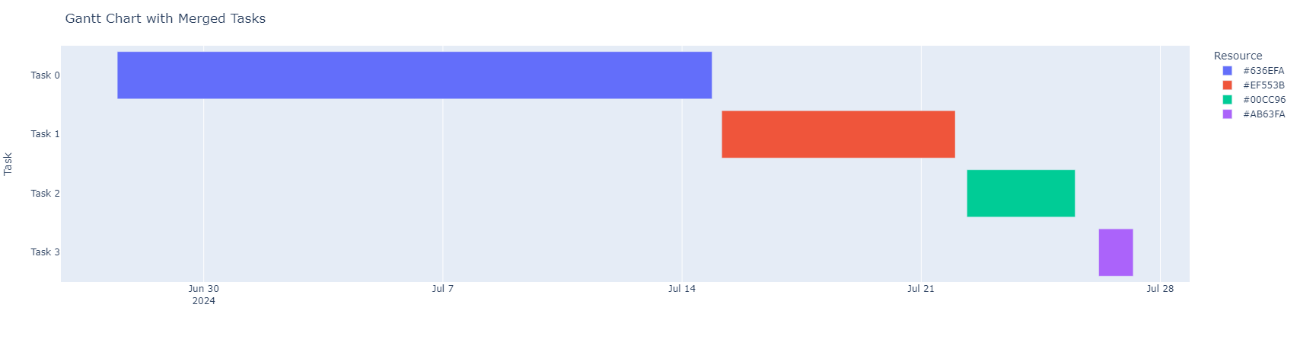 Gantt Chart with Merged Tasks
Resource
#636EFA
#EF553B
#00CC96
#AB63FA
Task
Task 0
Task 1
Task 2
Task 3
Jun 30
2024
Jul 7
Jul 14
Jul 21
Jul 28